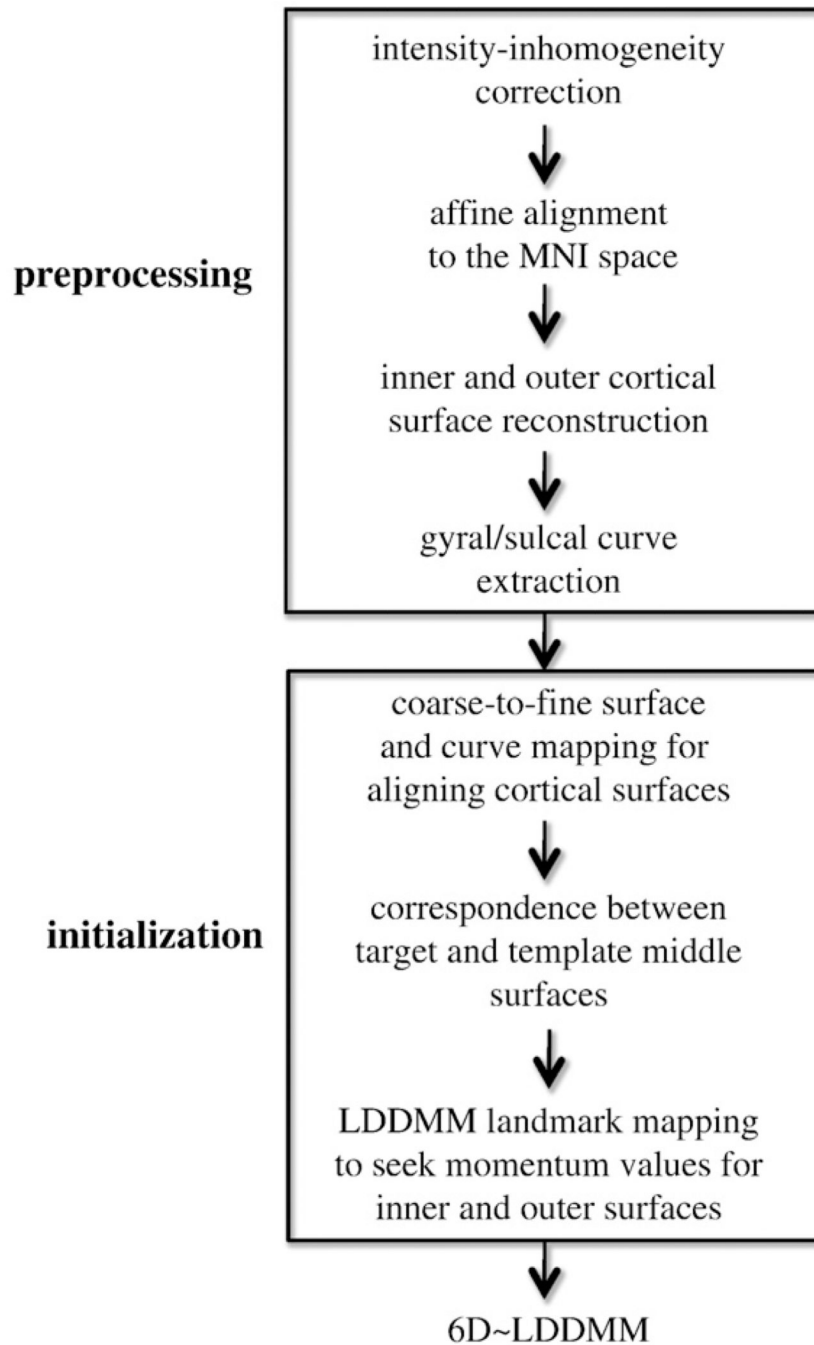 intensity-inhomogeneity
correction
affine alignment
to the MNI space
preprocessing
inner and outer cortical
surface reconstruction
gyral/sulcal curve
extraction
coarse-to-fine surface
and curve mapping for
aligning cortical surfaces
correspondence between
target and template middle
surfaces
initialization
LDDMM landmark mapping
to seek momentum values for
inner and outer surfaces
6D~LDDMM